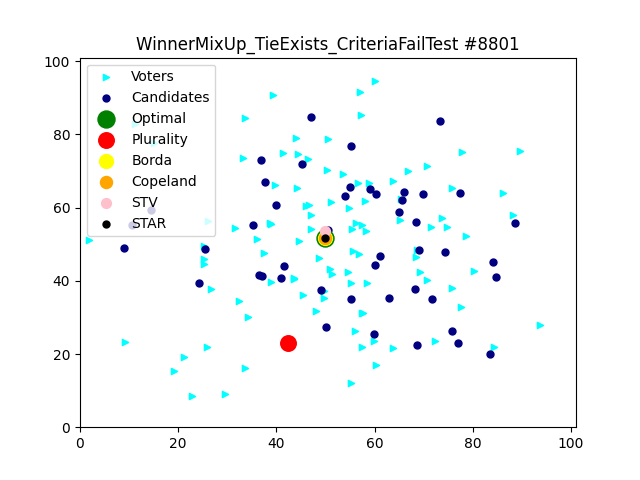 WinnerMixUp_TieExists_CriteriaFailTest #8801
100
80
60
40
20
0
Voters
Candidates
Optimal
Plurality
Borda
Copeland
STV
STAR
0 20 40 60 80 100